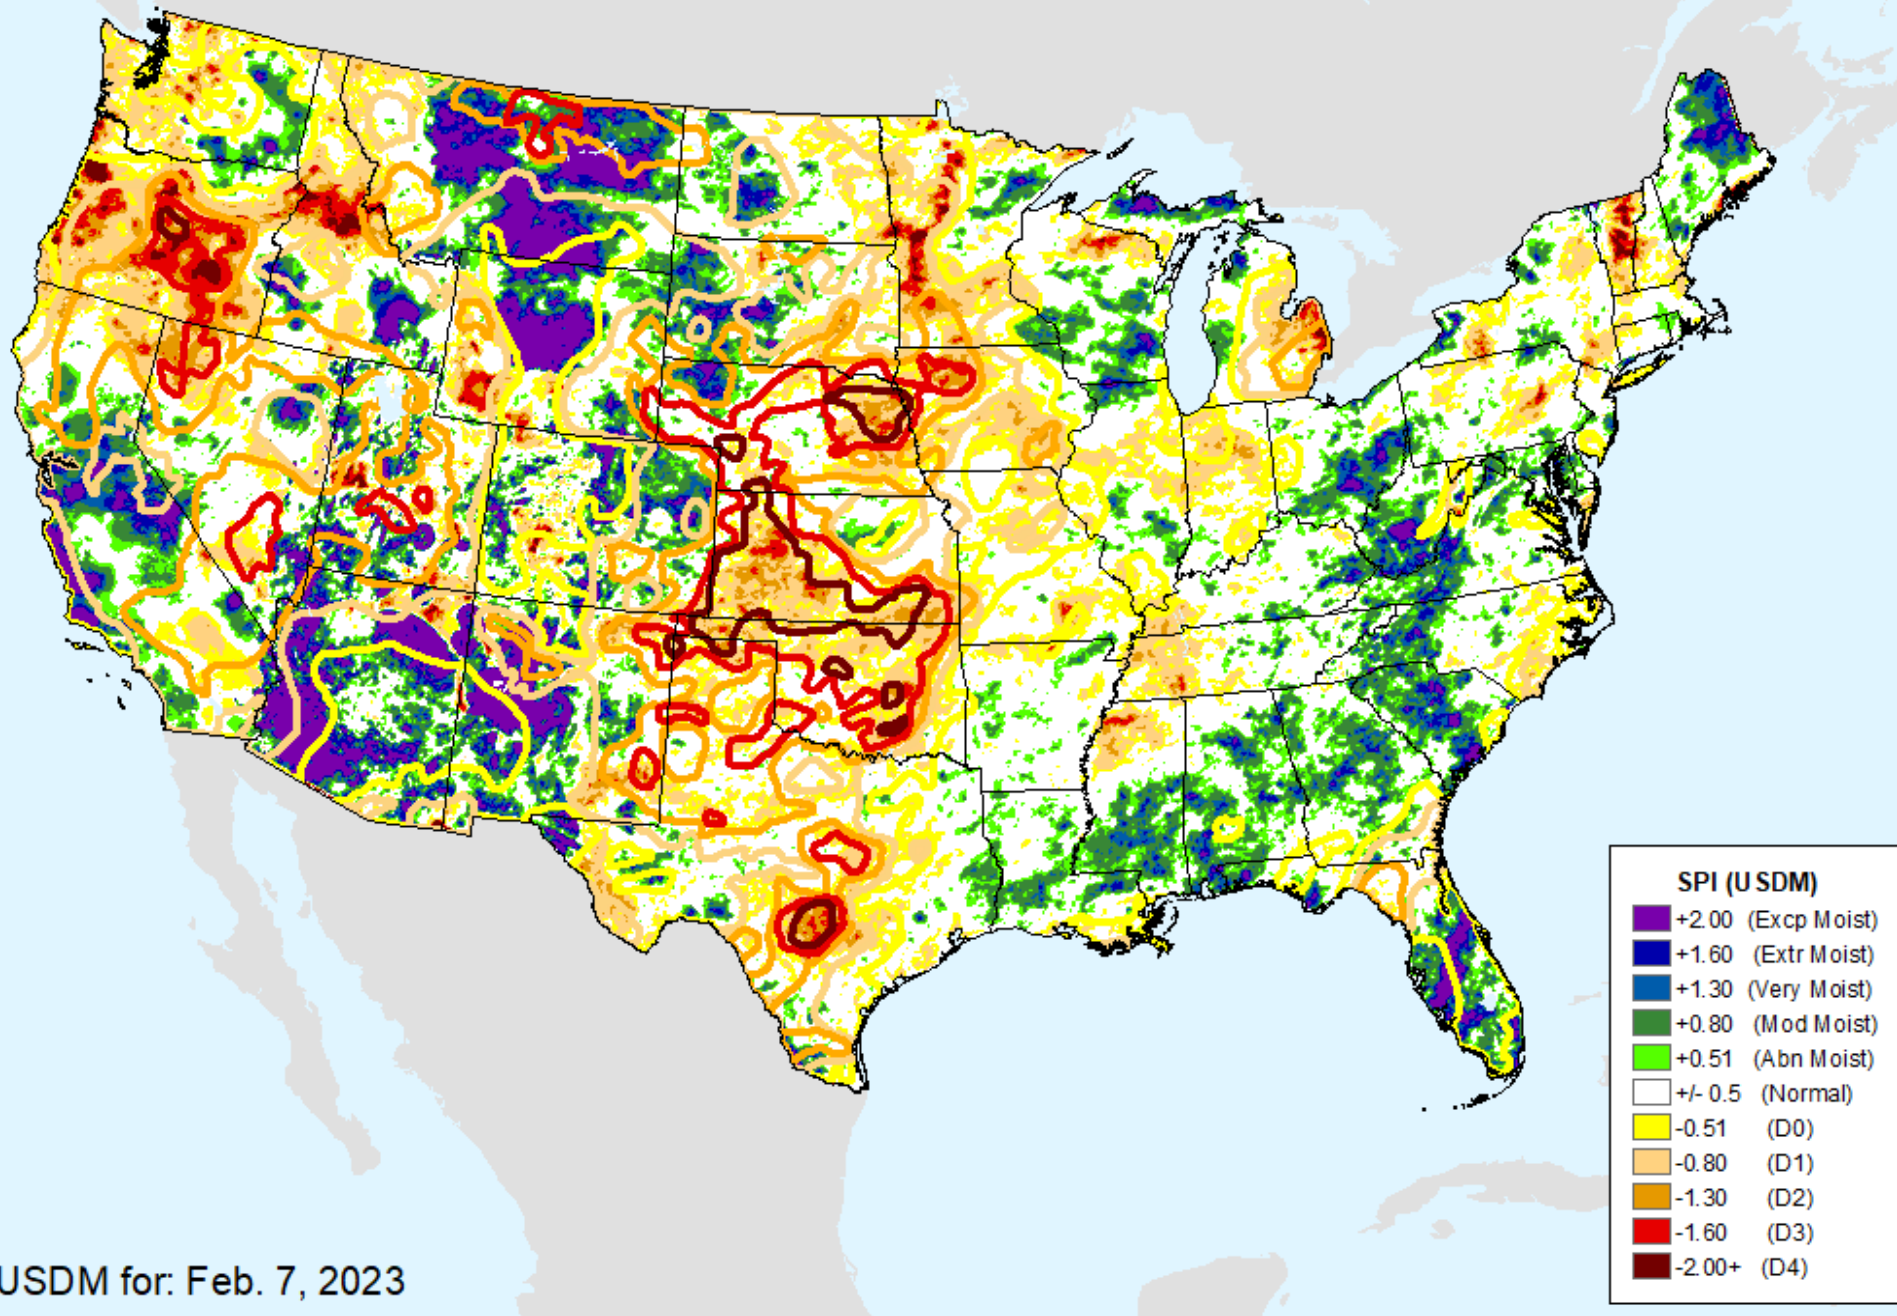 SPI (USDM)
+2.00 (Excp Moist)
+1.60 (Extr Moist)
+1.30 (Very Moist)
+0.80 (Mod Moist)
+0.51 (Abn Moist)
+/- 0.5 (Normal)
-0.51 (D0)
-0.80 (D1)
-1.30 (D2)
-1.60 (D3)
-2.00+ (D4)
USDM for: Feb. 7, 2023